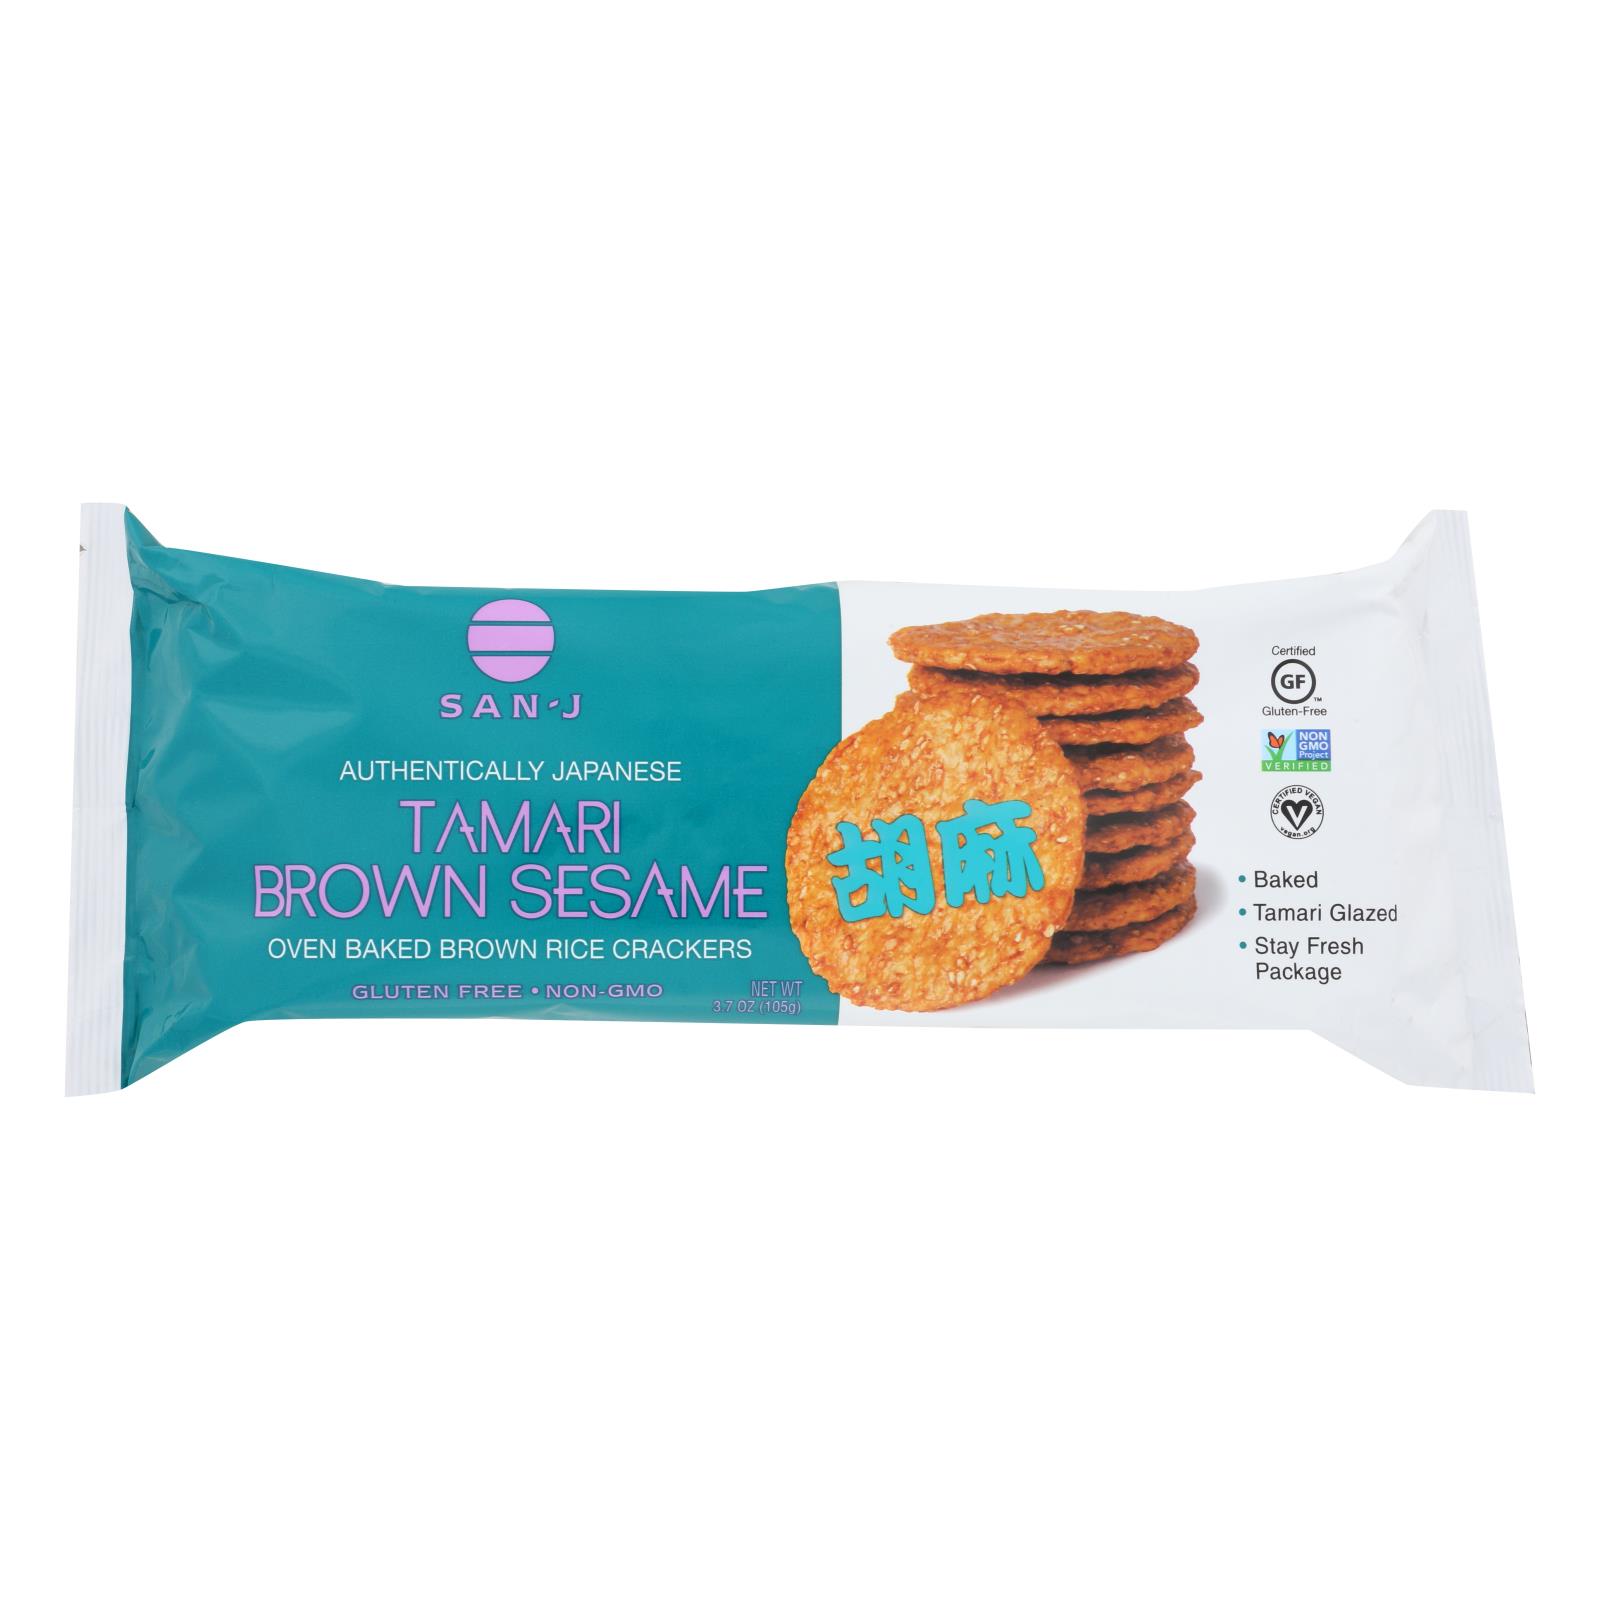 SAN-J
AUTHENTICALLY JAPANESE
TAMARI
BROWN SESAME
OVEN BAKED BROWN RICE CRACKERS
GLUTEN FREE • NON-GMO
NET WT
3.7 OZ (105g)
胡麻
Certified
GF™
Gluten-Free
NON
GMO
Project
VERIFIED
CERTIFIED VEGAN
V
vegan.org
• Baked
• Tamari Glazed
• Stay Fresh
Package